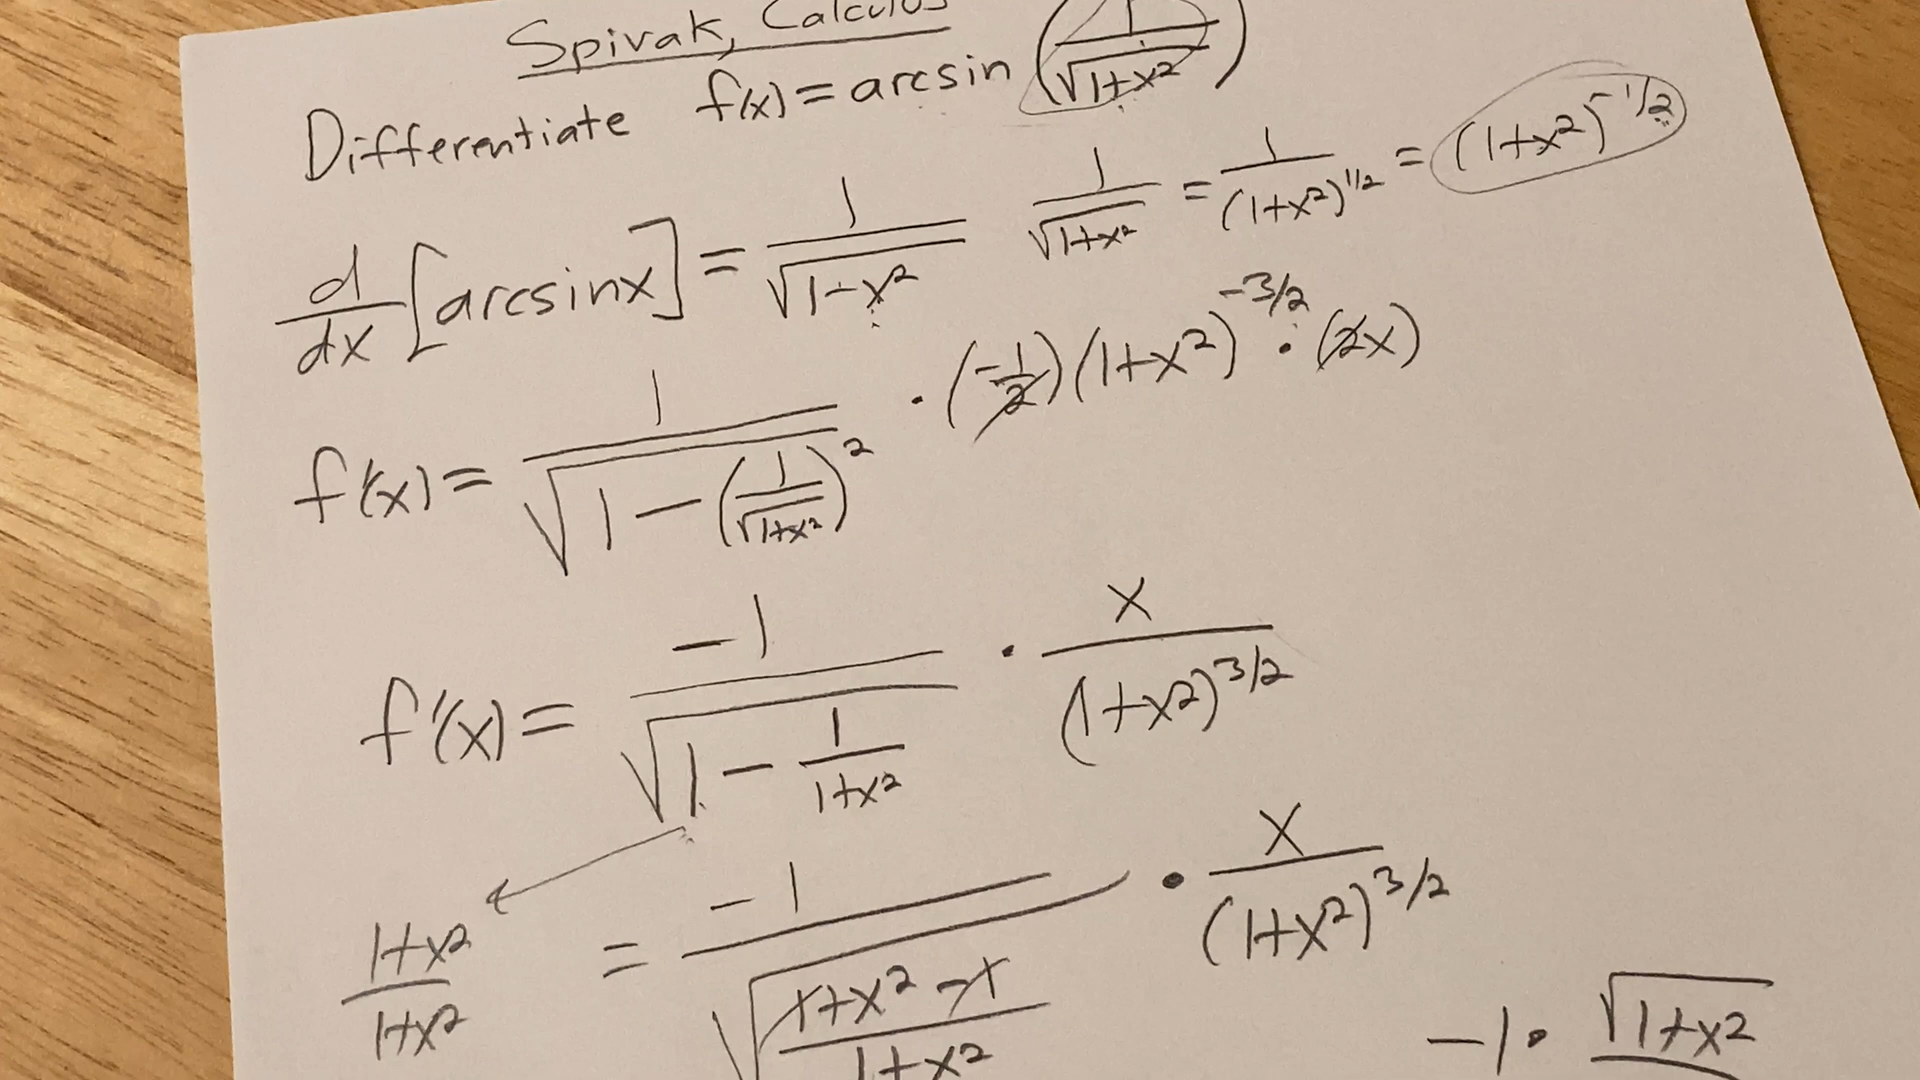 Spivak, Calculus
Differentiate f(x) = arcsin (1/√(1+x²))
d/dx [arcsinx] = 1/√(1-x²)
1/√(1+x²) = 1/(1+x²)^1/2 = (1+x²)^-1/2
f'(x) = 1/√(1-(1/√(1+x²))²) · (-1/2)(1+x²)^-3/2 · (2x)
f'(x) = -1/√(1-1/(1+x²)) · x/(1+x²)^3/2
(1+x²)/(1+x²)
= -1/√((1+x²-1)/(1+x²)) · x/(1+x²)^3/2
-1 · √(1+x²)